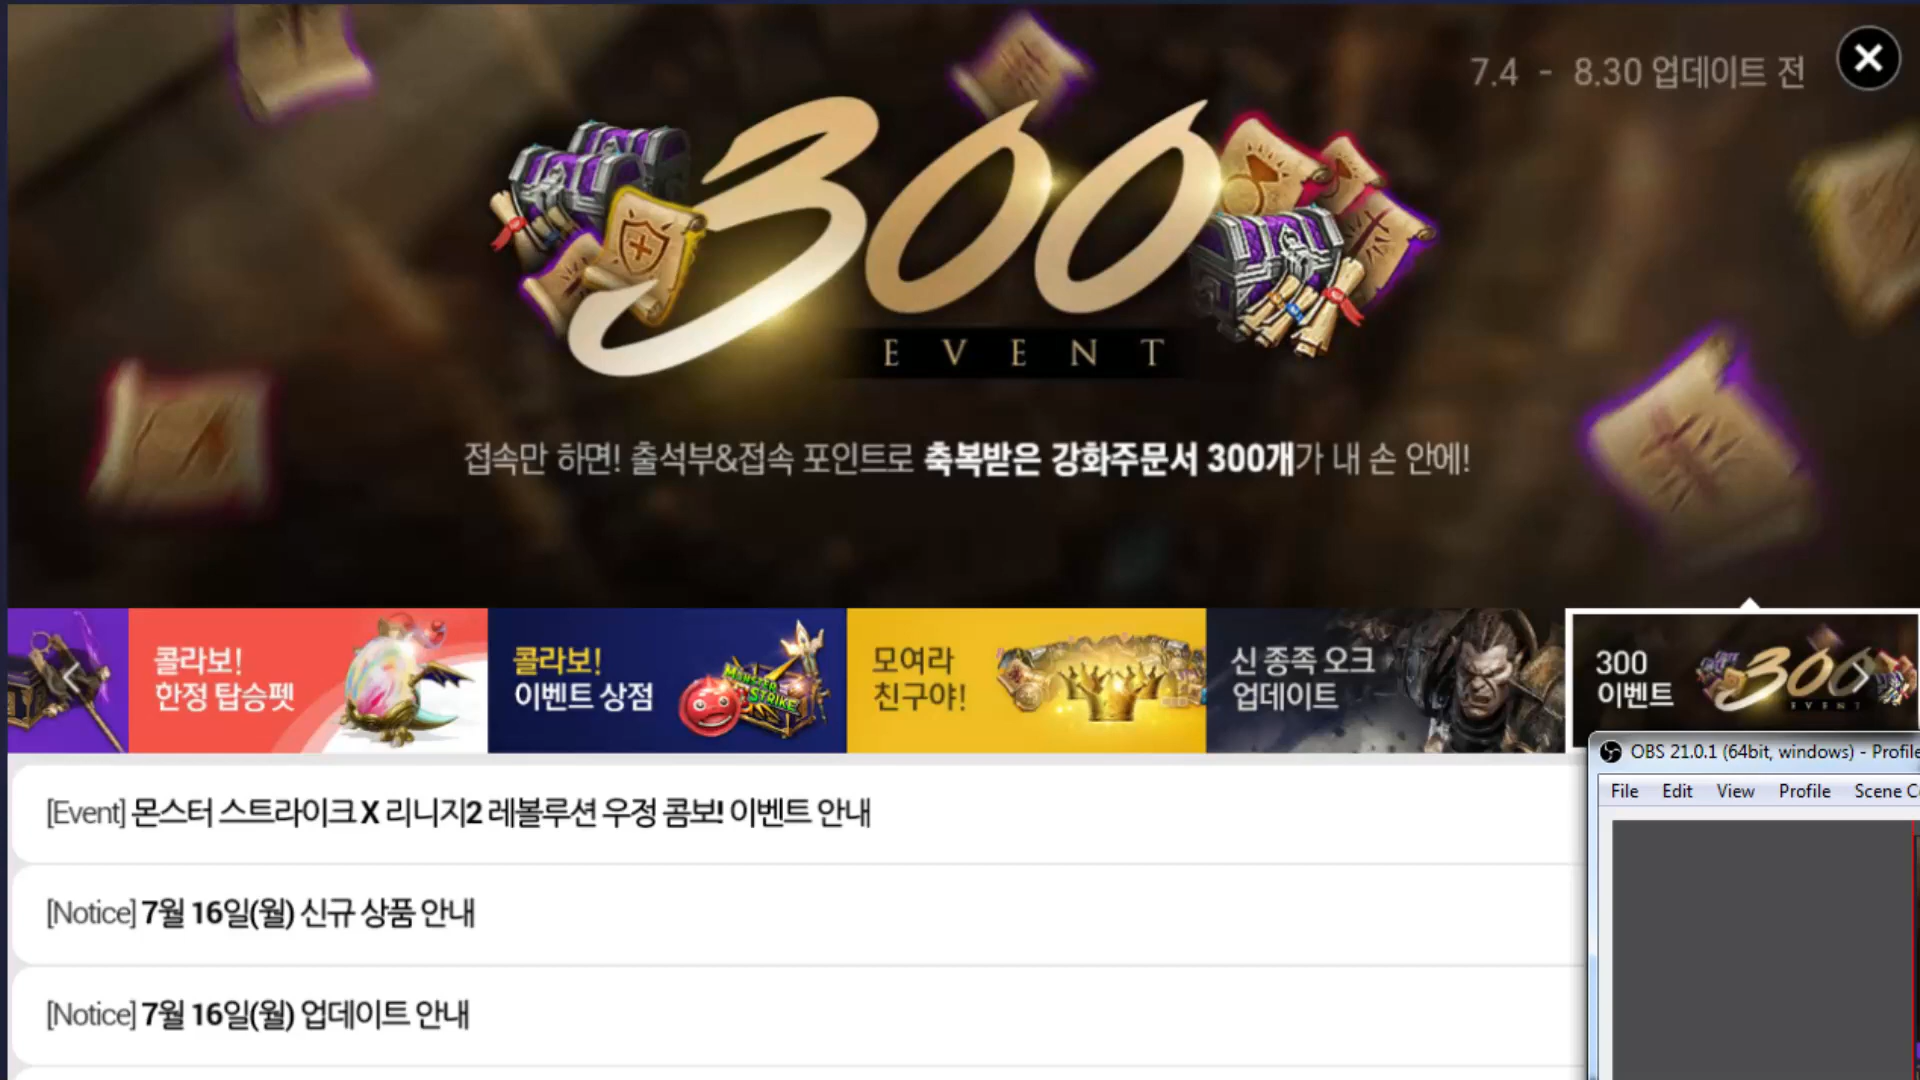 7.4 - 8.30 업데이트 전
300
EVENT
접속만 하면! 출석부&접속 포인트로 축복받은 강화주문서 300개가 내 손 안에!
콜라보!
한정 탑승펫
콜라보!
이벤트 상점
MONSTER
STRIKE
모여라
친구야!
신 종족 오크
업데이트
300
이벤트
300
EVENT
OBS 21.0.1 (64bit, windows) - Profile
File Edit View Profile Scene C
[Event] 몬스터 스트라이크 X 리니지2 레볼루션 우정 콤보! 이벤트 안내
[Notice] 7월 16일(월) 신규 상품 안내
[Notice] 7월 16일(월) 업데이트 안내